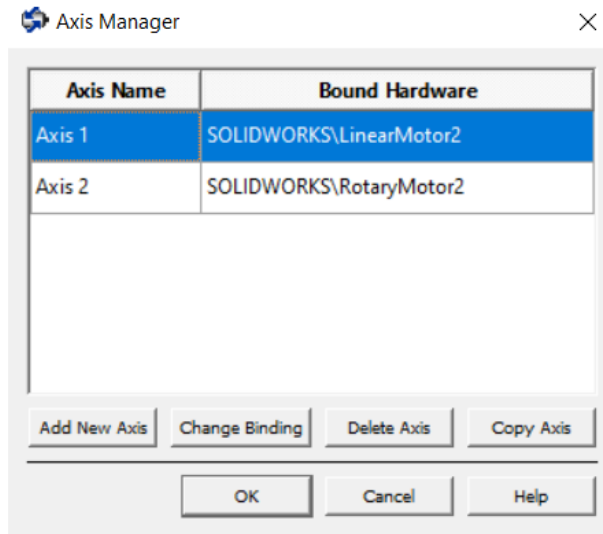 Axis Manager
Axis Name Bound Hardware
Axis 1 SOLIDWORKS\LinearMotor2
Axis 2 SOLIDWORKS\RotaryMotor2
Add New Axis Change Binding Delete Axis Copy Axis
OK Cancel Help